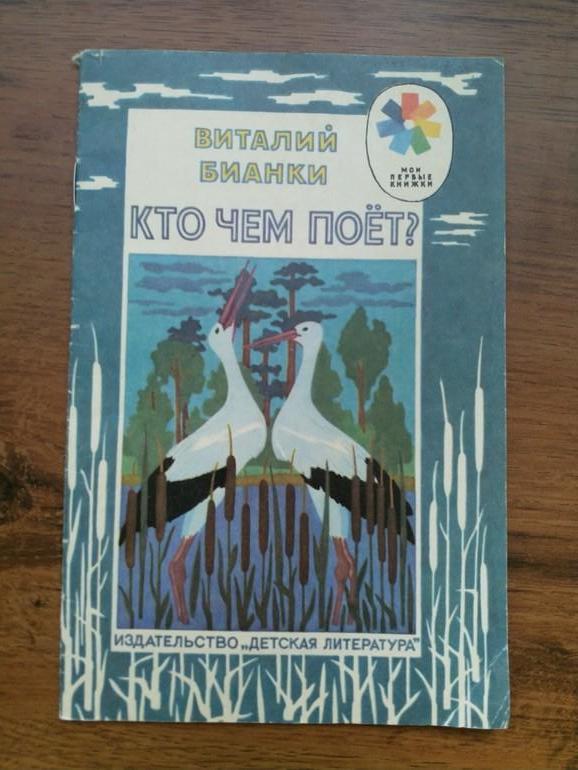 ВИТАЛИЙ
БИАНКИ
МОИ
ПЕРВЫЕ
КНИЖКИ
КТО ЧЕМ ПОЁТ?
ИЗДАТЕЛЬСТВО „ДЕТСКАЯ ЛИТЕРАТУРА"